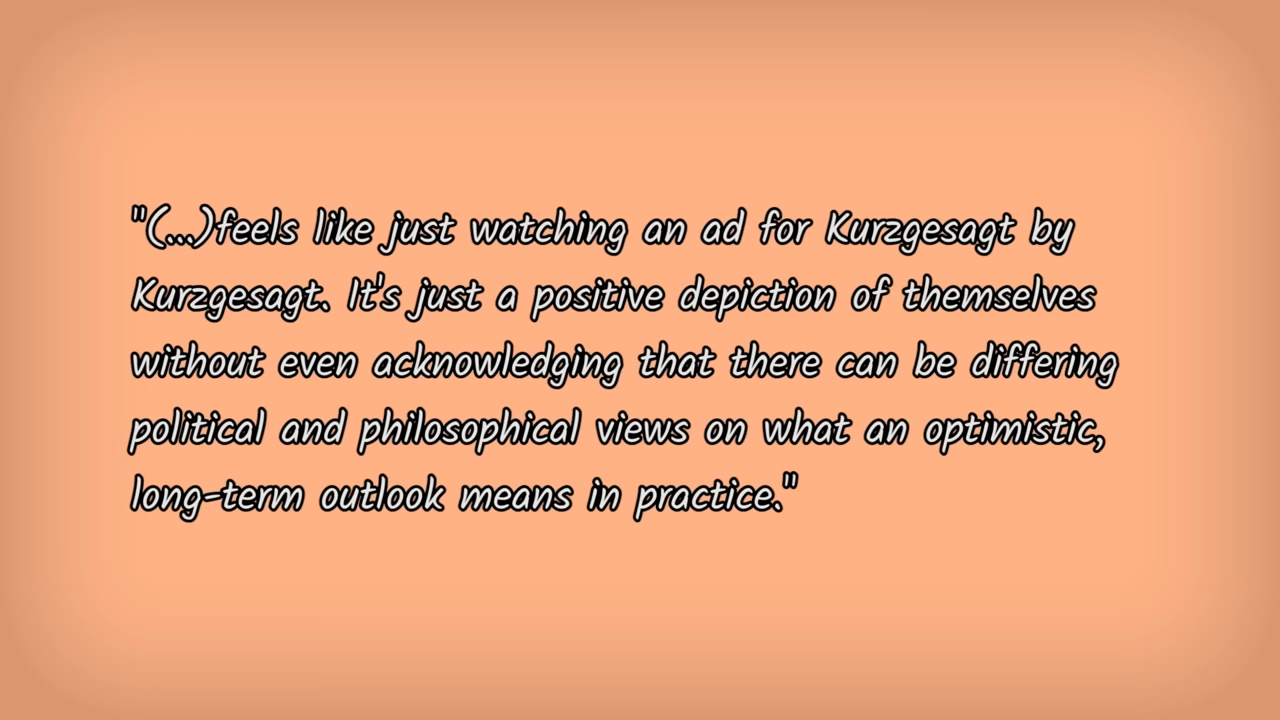 "(...)feels like just watching an ad for Kurzgesagt by
Kurzgesagt. It's just a positive depiction of themselves
without even acknowledging that there can be differing
political and philosophical views on what an optimistic,
long-term outlook means in practice."